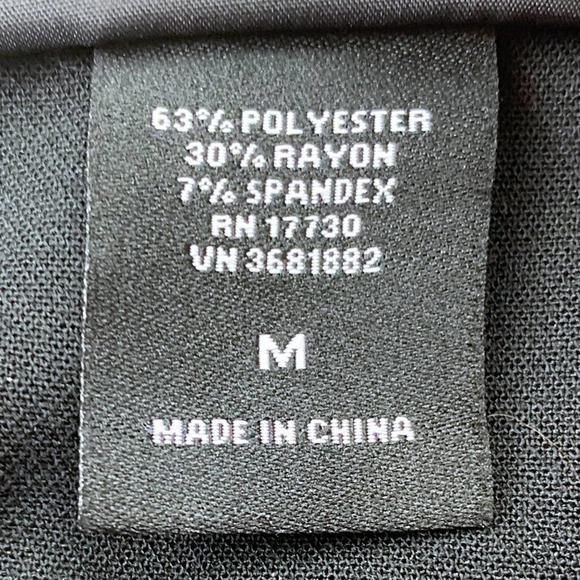 63% POLYESTER
30% RAYON
7% SPANDEX
RN 17730
VN 3681882
M
MADE IN CHINA